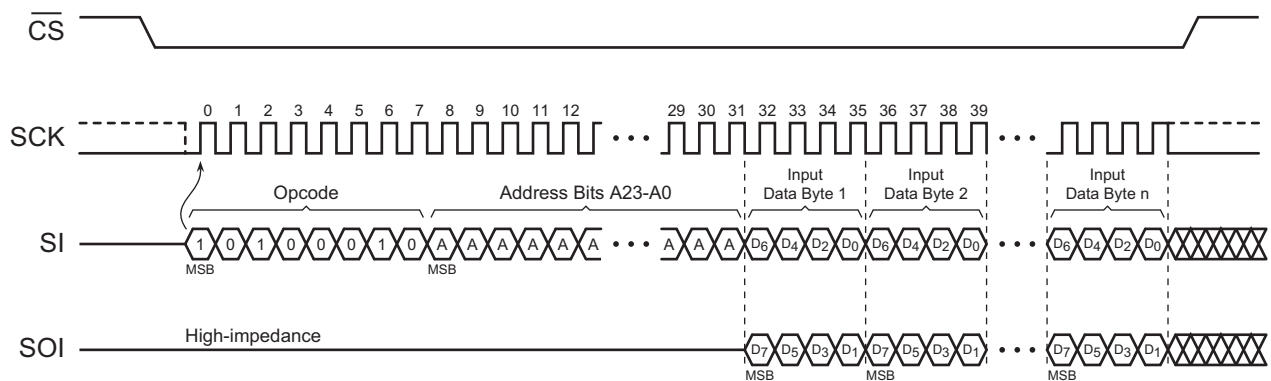 CS
SCK
0 1 2 3 4 5 6 7 8 9 10 11 12 29 30 31 32 33 34 35 36 37 38 39
Opcode
Address Bits A23-A0
Input
Data Byte 1
Input
Data Byte 2
Input
Data Byte n
SI
1 0 1 0 0 0 1 0 A A A A A A A A A D6 D4 D2 D0 D6 D4 D2 D0 D6 D4 D2 D0
MSB MSB
High-impedance
SOI
D7 D5 D3 D1 D7 D5 D3 D1 D7 D5 D3 D1
MSB MSB MSB